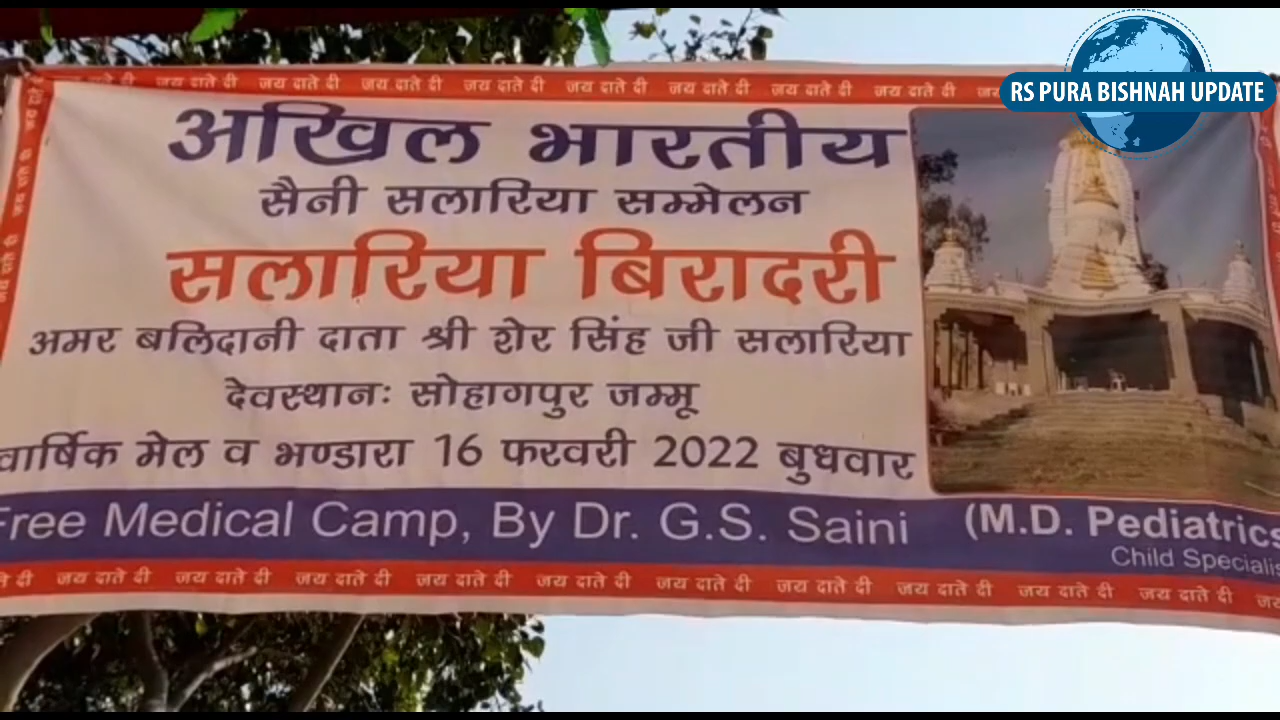 जय दाते दी जय दाते दी जय दाते दी जय दाते दी जय दाते दी जय दाते दी जय दाते दी जय दाते दी
RS PURA BISHNAH UPDATE
अखिल भारतीय
सैनी सलारिया सम्मेलन
सलारिया बिरादरी
अमर बलिदानी दाता श्री शेर सिंह जी सलारिया
देवस्थानः सोहागपुर जम्मू
वार्षिक मेल व भण्डारा 16 फरवरी 2022 बुधवार
Free Medical Camp, By Dr. G.S. Saini (M.D. Pediatrics
Child Specialis
जय दाते दी जय दाते दी जय दाते दी जय दाते दी जय दाते दी जय दाते दी जय दाते दी जय दाते दी जय दाते दी जय दाते दी